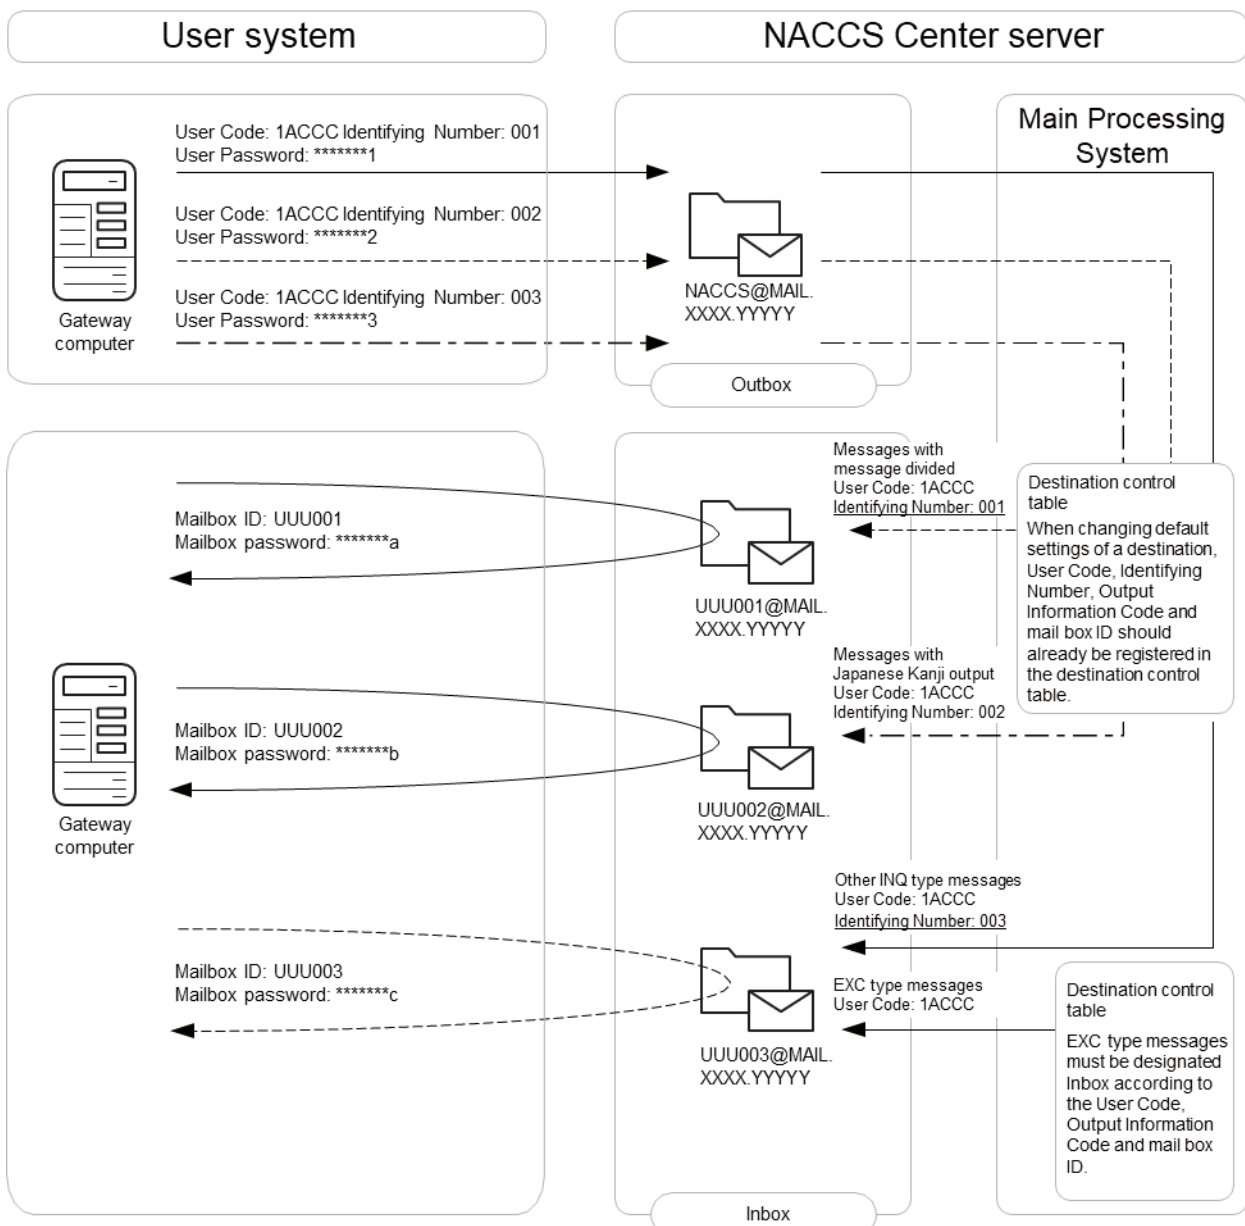 User system
NACCS Center server
User Code: 1ACCC Identifying Number: 001
User Password: *******1
User Code: 1ACCC Identifying Number: 002
User Password: *******2
User Code: 1ACCC Identifying Number: 003
User Password: *******3
Gateway
computer
NACCS@MAIL.
XXXX.YYYYY
Outbox
Main Processing
System
Mailbox ID: UUU001
Mailbox password: *******a
Messages with
message divided
User Code: 1ACCC
Identifying Number: 001
UUU001@MAIL.
XXXX.YYYYY
Destination control
table
When changing default
settings of a destination,
User Code, Identifying
Number, Output
Information Code and
mail box ID should
already be registered in
the destination control
table.
Gateway
computer
Mailbox ID: UUU002
Mailbox password: *******b
Messages with
Japanese Kanji output
User Code: 1ACCC
Identifying Number: 002
UUU002@MAIL.
XXXX.YYYYY
Mailbox ID: UUU003
Mailbox password: *******c
Other INQ type messages
User Code: 1ACCC
Identifying Number: 003
EXC type messages
User Code: 1ACCC
UUU003@MAIL.
XXXX.YYYYY
Destination control
table
EXC type messages
must be designated
Inbox according to
the User Code,
Output Information
Code and mail box
ID.
Inbox